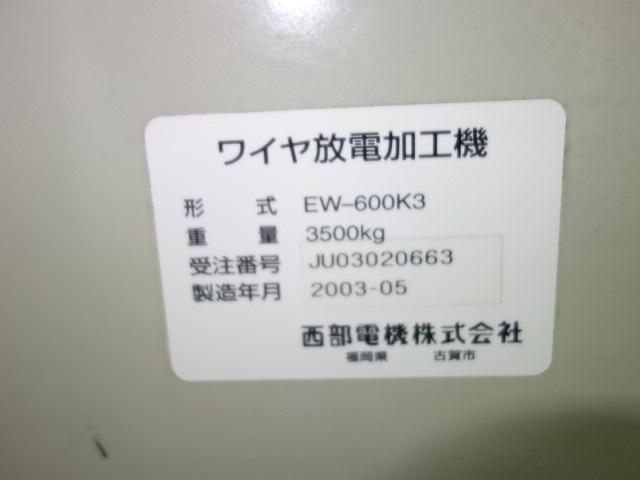 ワイヤ放電加工機
形 式 EW-600K3
重 量 3500kg
受注番号 JU03020663
製造年月 2003-05
西部電機株式会社
福岡県 古賀市